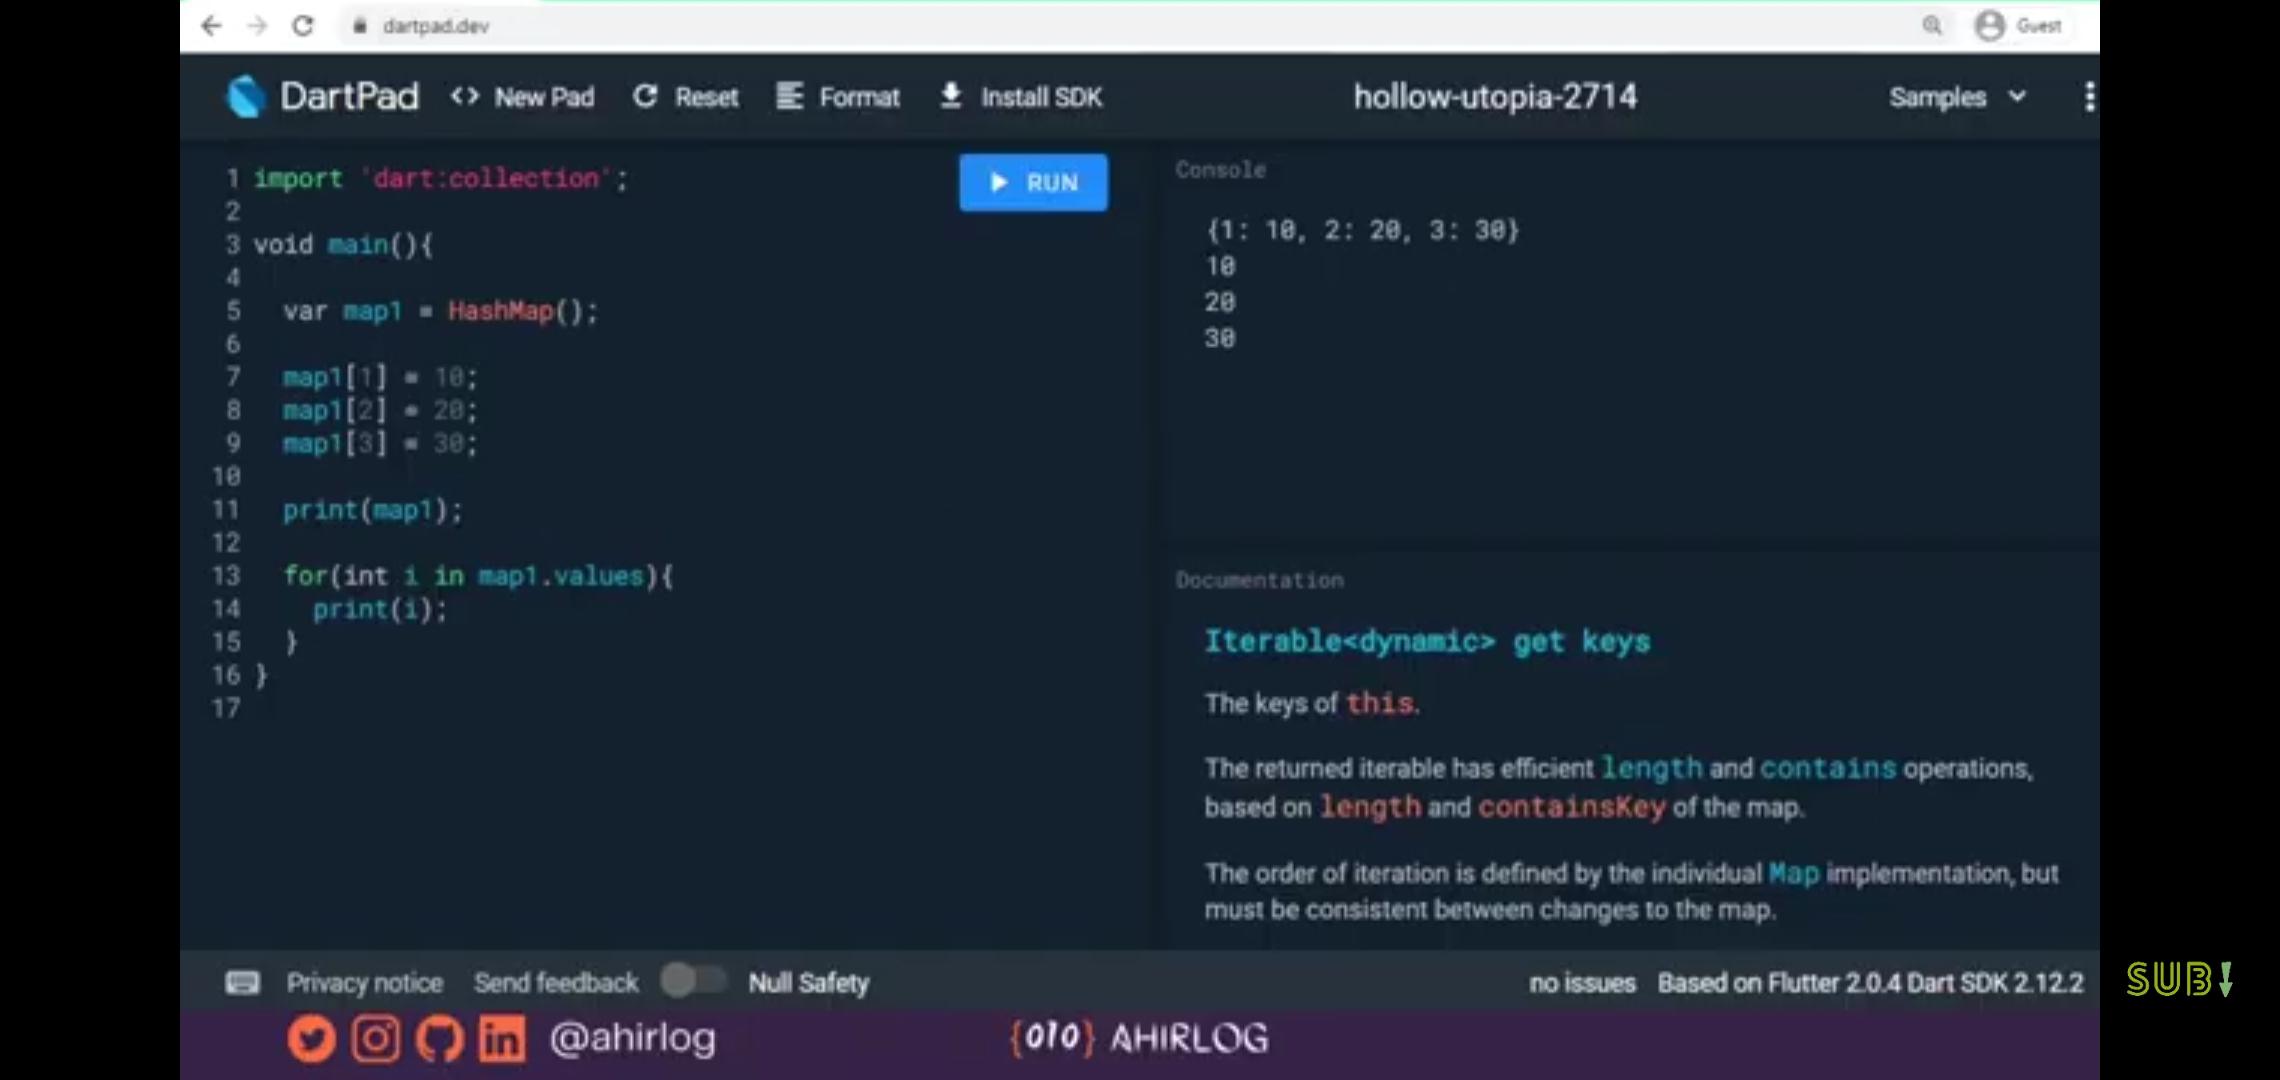 dartpad.dev
Guest
DartPad <> New Pad Reset Format Install SDK hollow-utopia-2714 Samples
1 import 'dart:collection';
2
3 void main(){
4
5 var map1 = HashMap();
6
7 map1[1] = 10;
8 map1[2] = 20;
9 map1[3] = 30;
10
11 print(map1);
12
13 for(int i in map1.values){
14 print(i);
15 }
16 }
17
RUN
Console
{1: 10, 2: 20, 3: 30}
10
20
30
Documentation
Iterable<dynamic> get keys
The keys of this.
The returned iterable has efficient length and contains operations,
based on length and containsKey of the map.
The order of iteration is defined by the individual Map implementation, but
must be consistent between changes to the map.
Privacy notice Send feedback Null Safety no issues Based on Flutter 2.0.4 Dart SDK 2.12.2
SUB!
@ahirlog {010} AHIRLOG